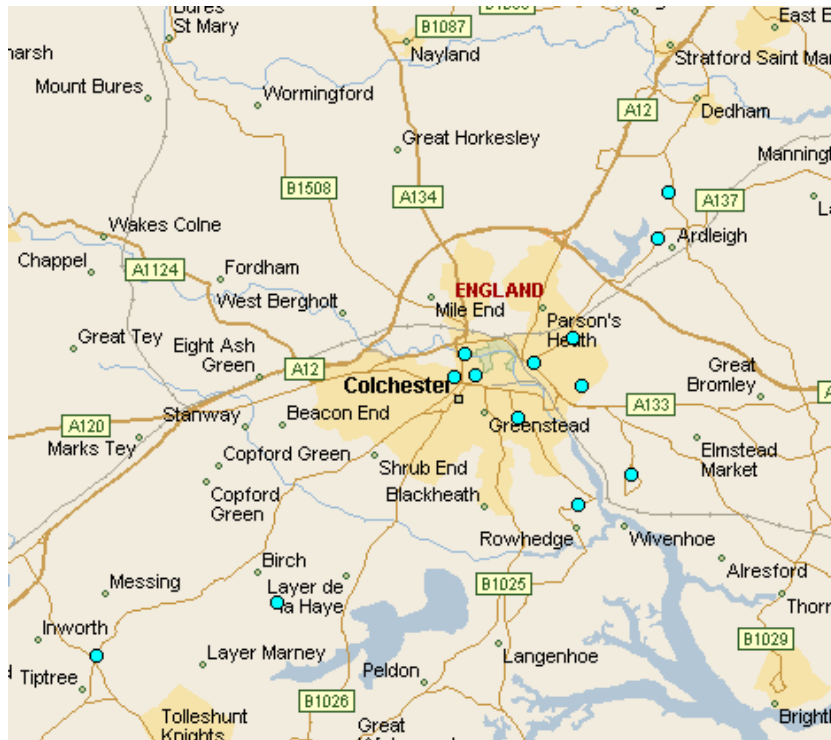 Bures
St Mary
B1087
Nayland
East
Stratford Saint
Mount Bures
Wormingford
A12
Dedham
Great Horkesley
B1508
A134
A137
Wakes Colne
Ardleigh
Chappel
A1124
Fordham
ENGLAND
West Bergholt
Mile End
Parson's
Heath
Great Tey
Eight Ash
Green
A12
Colchester
Great
Bromley
A133
A120
Stanway
Beacon End
Greenstead
Marks Tey
Elmstead
Market
Copford Green
Shrub End
Copford
Green
Blackheath
Rowhedge
Wivenhoe
Birch
Alresford
Messing
Layer de
la Haye
B1025
Inworth
B1029
Layer Marney
Langenhoe
Tiptree
Peldon
B1026
Tolleshunt
Knights
Great